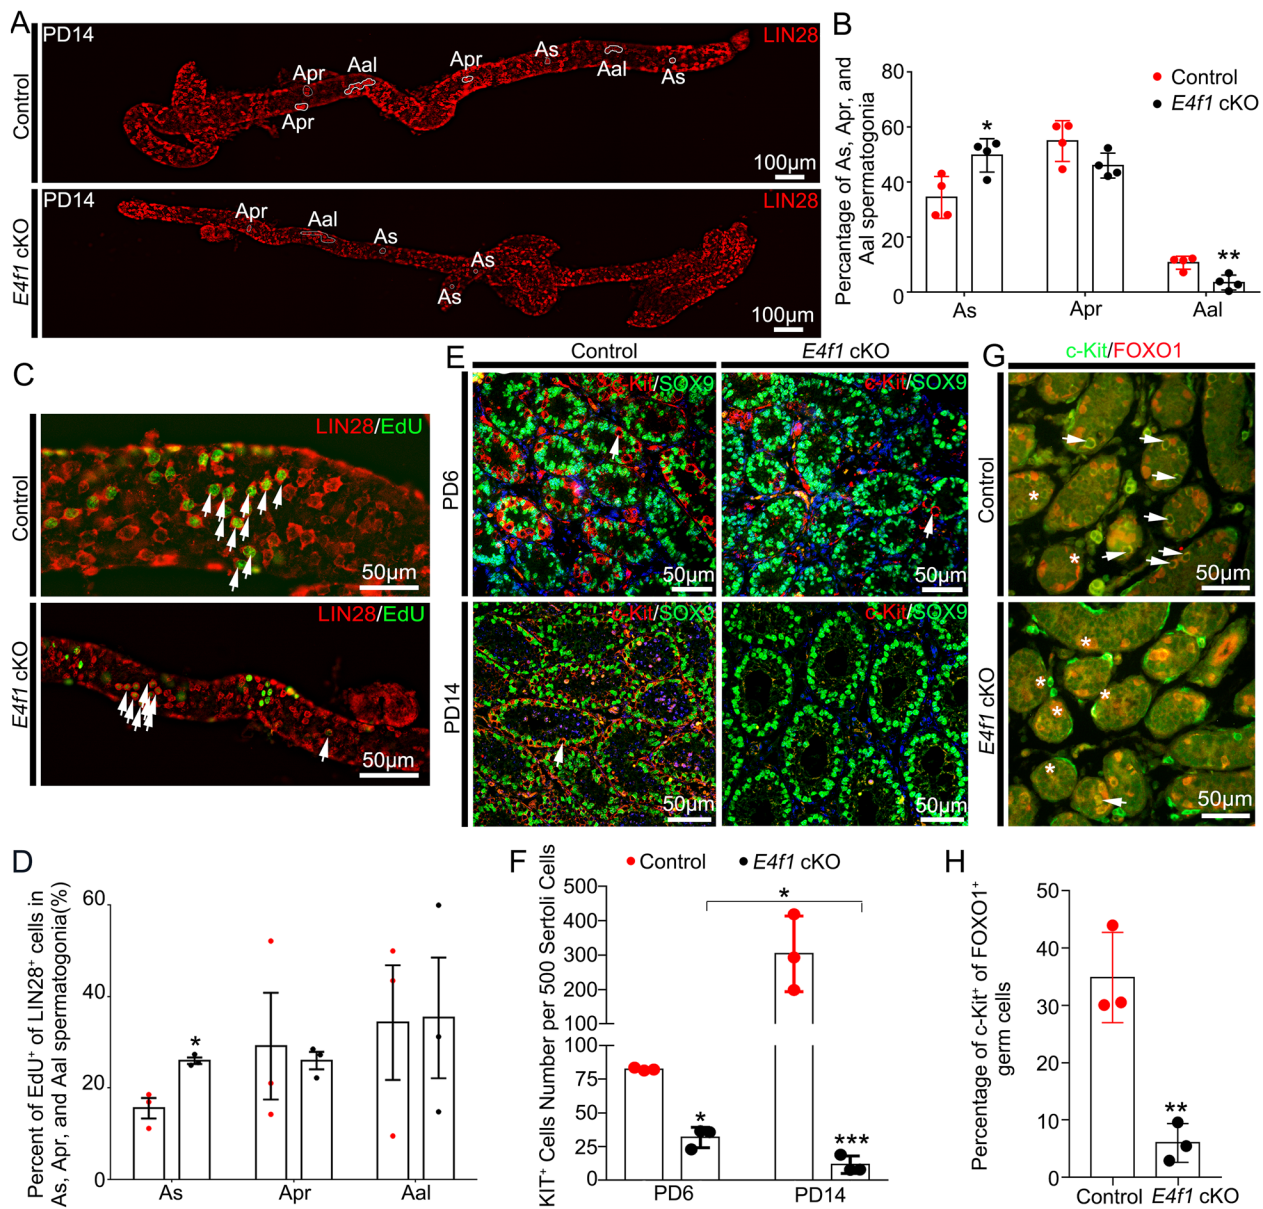 A
Control
PD14
LIN28
Apr
Aal
Apr
As
Aal
As
Apr
100μm
E4f1 cKO
PD14
LIN28
Apr
Aal
As
As
As
100μm
B
Percentage of As, Apr, and
Aal spermatogonia
80
60
40
20
0
Control
E4f1 cKO
*
**
As
Apr
Aal
C
Control
LIN28/EdU
50μm
E4f1 cKO
LIN28/EdU
50μm
E
Control
E4f1 cKO
PD6
c-Kit/SOX9
50μm
c-Kit/SOX9
50μm
PD14
c-Kit/SOX9
50μm
c-Kit/SOX9
50μm
G
c-Kit/FOXO1
Control
*
*
50μm
E4f1 cKO
*
*
*
*
*
50μm
D
Percent of EdU⁺ of LIN28⁺ cells in
As, Apr, and Aal spermatogonia(%)
60
40
20
0
*
As
Apr
Aal
F
Control
E4f1 cKO
KIT⁺ Cells Number per 500 Sertoli Cells
500
400
300
200
100
100
75
50
25
0
*
*
***
PD6
PD14
H
Percentage of c-Kit⁺ of FOXO1⁺
germ cells
50
40
30
20
10
0
**
Control
E4f1 cKO